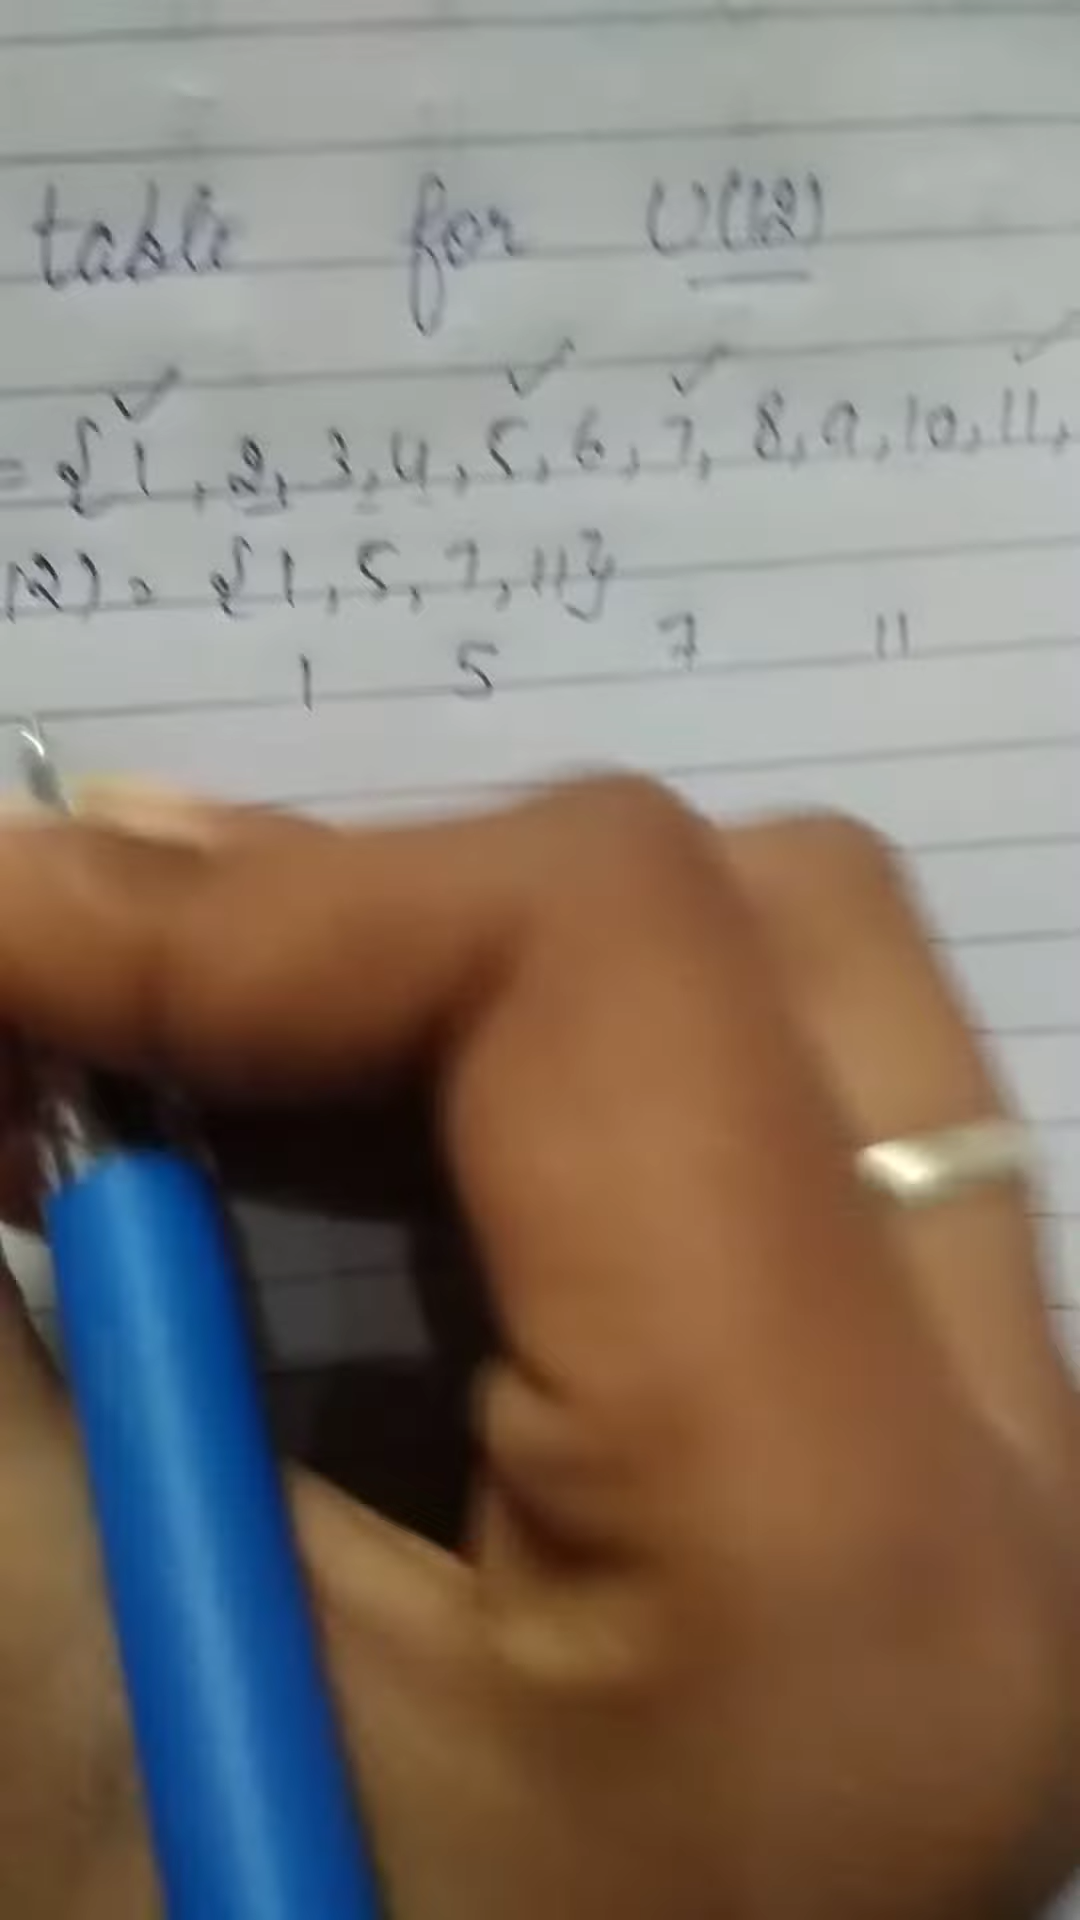 table for U(12)
= {1, 2, 3, 4, 5, 6, 7, 8, 9, 10, 11,
12) = {1, 5, 7, 11}
1 5 7 11